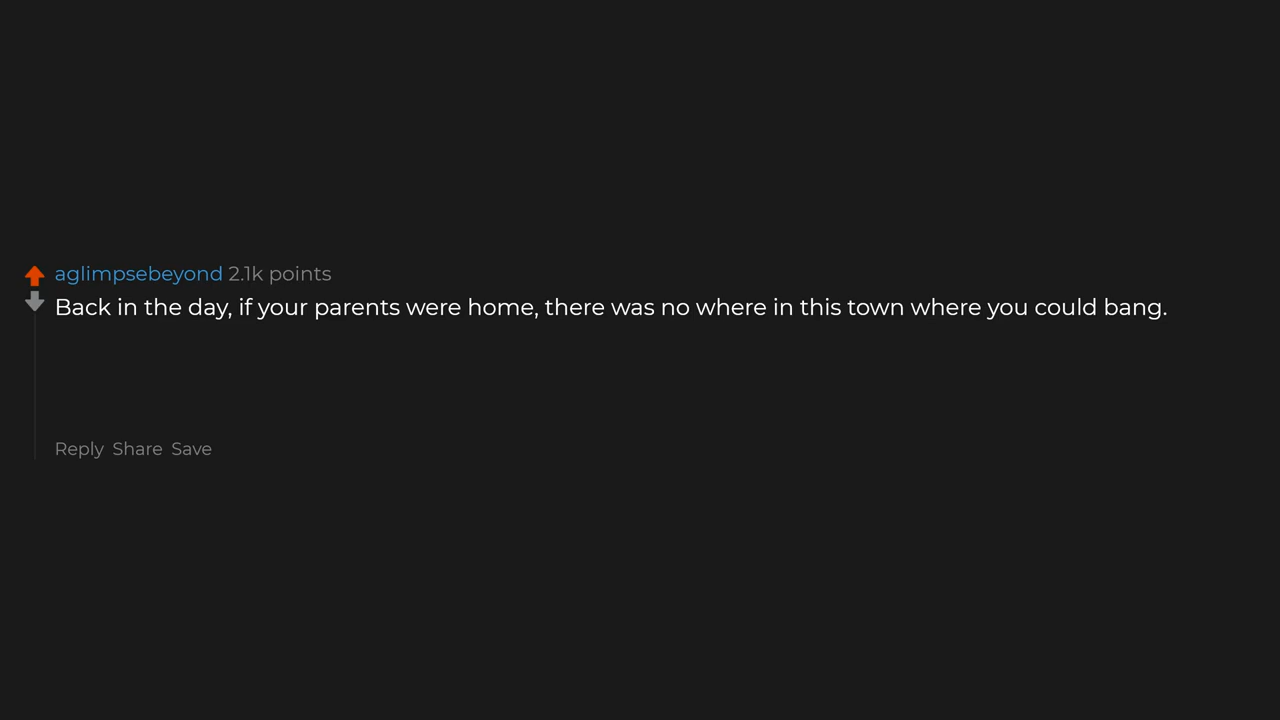 aglimpsebeyond 2.1k points
Back in the day, if your parents were home, there was no where in this town where you could bang.
Reply Share Save